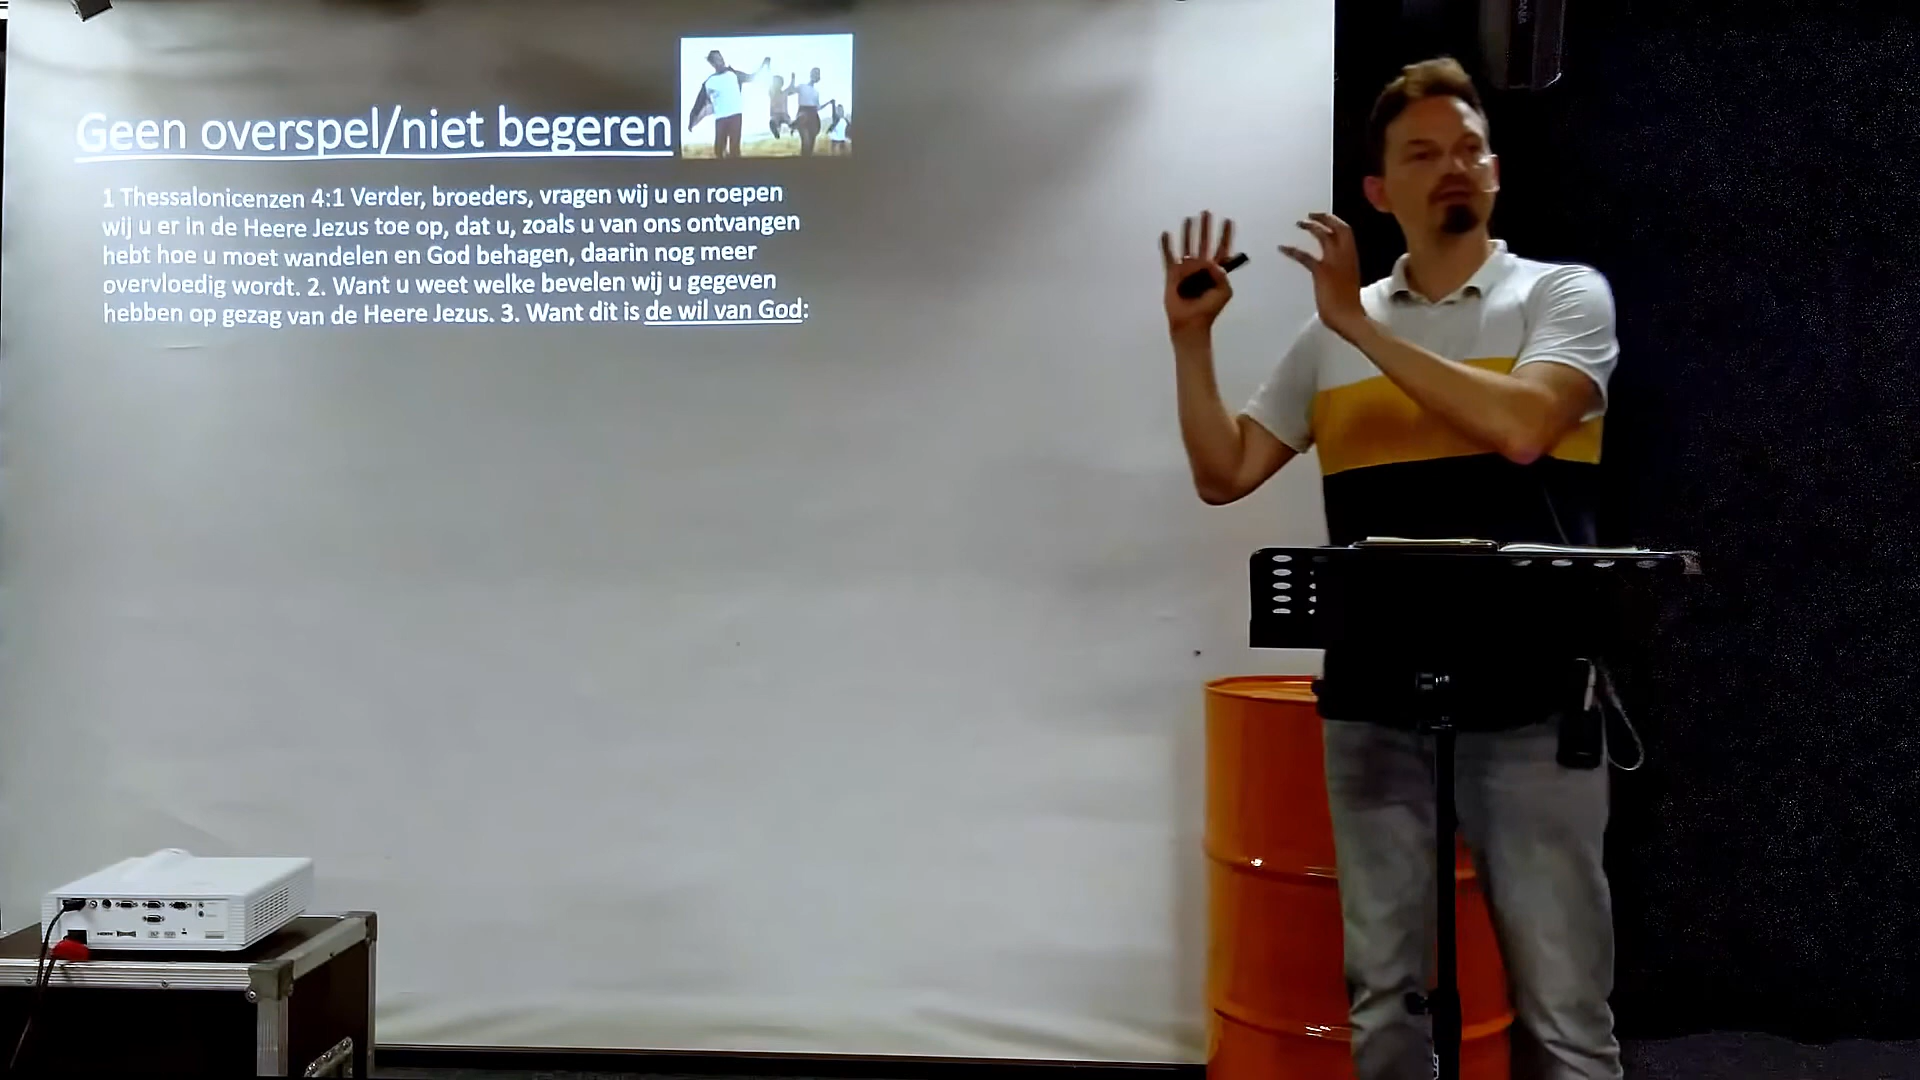 Geen overspel/niet begeren
1 Thessalonicenzen 4:1 Verder, broeders, vragen wij u en roepen
wij u er in de Heere Jezus toe op, dat u, zoals u van ons ontvangen
hebt hoe u moet wandelen en God behagen, daarin nog meer
overvloedig wordt. 2. Want u weet welke bevelen wij u gegeven
hebben op gezag van de Heere Jezus. 3. Want dit is de wil van God: